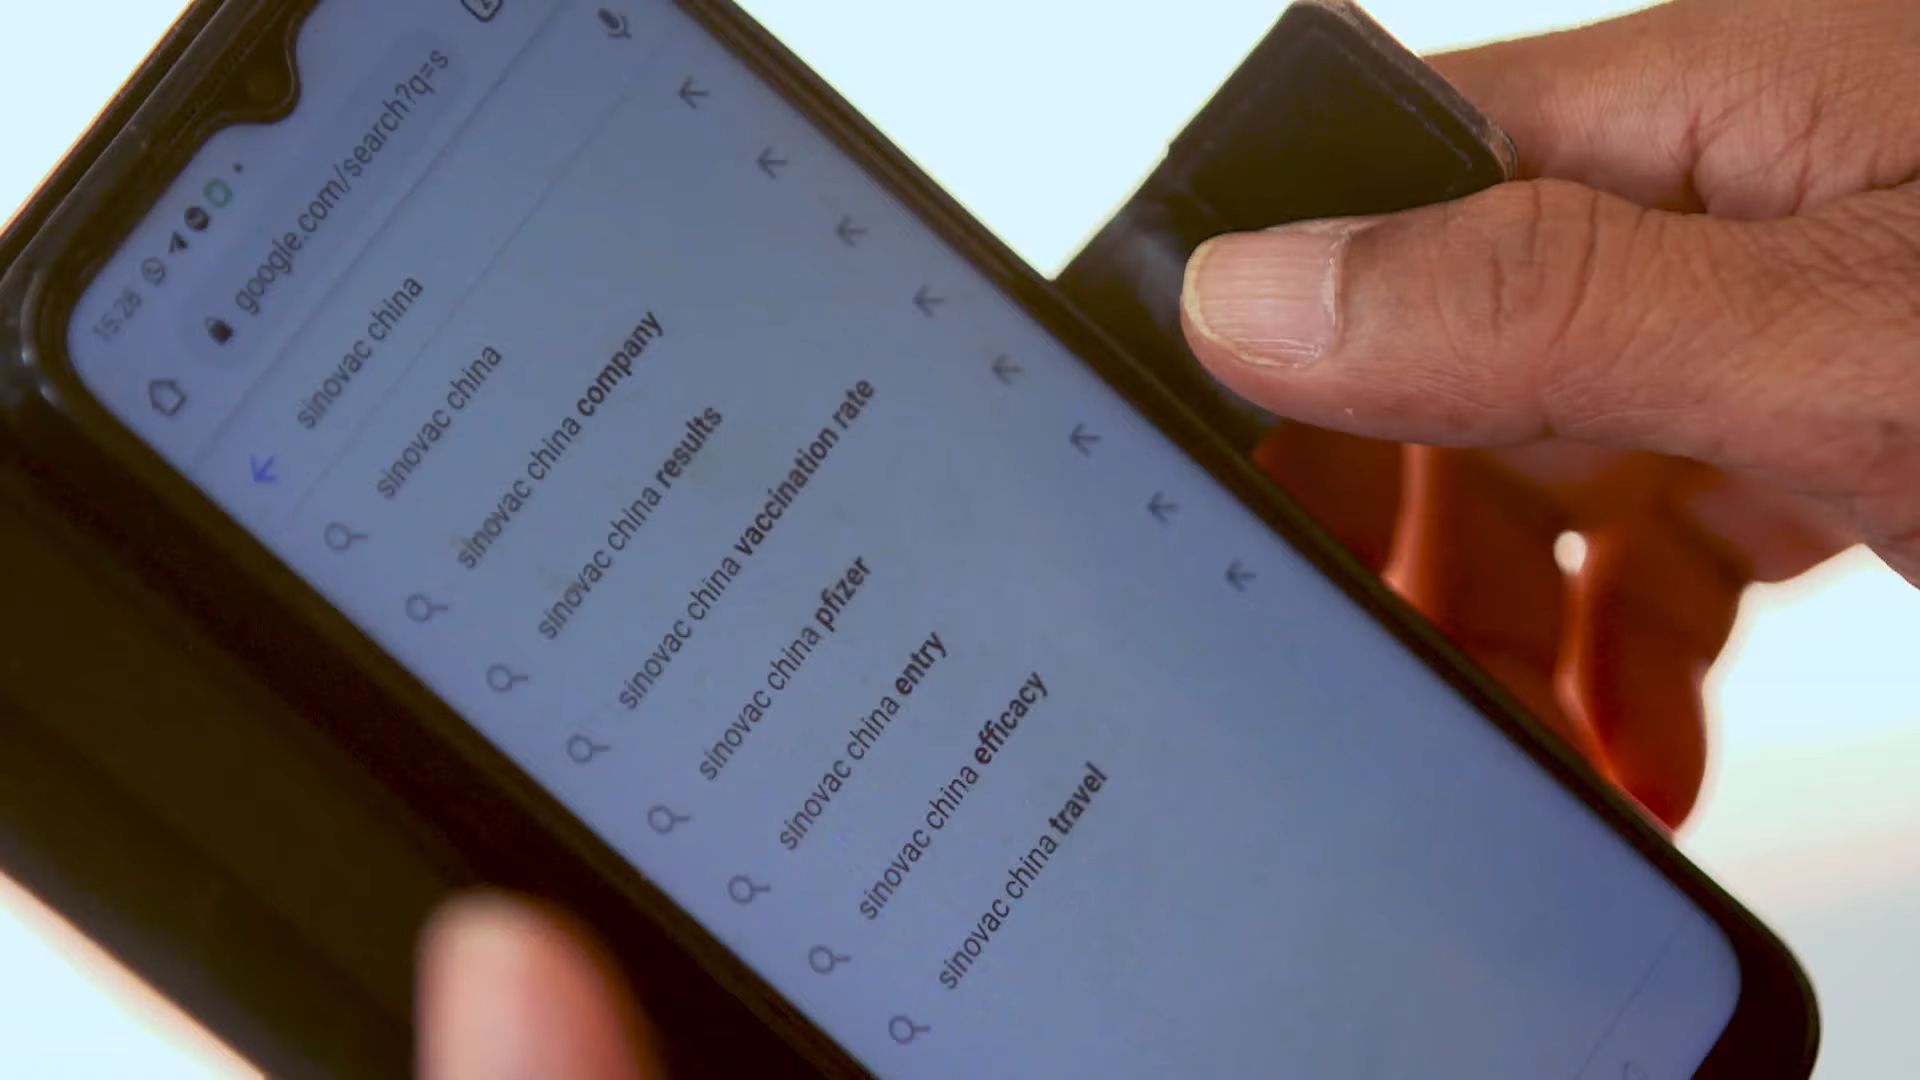 15:28
google.com/search?q=s
sinovac china
sinovac china
sinovac china company
sinovac china results
sinovac china vaccination rate
sinovac china pfizer
sinovac china entry
sinovac china efficacy
sinovac china travel